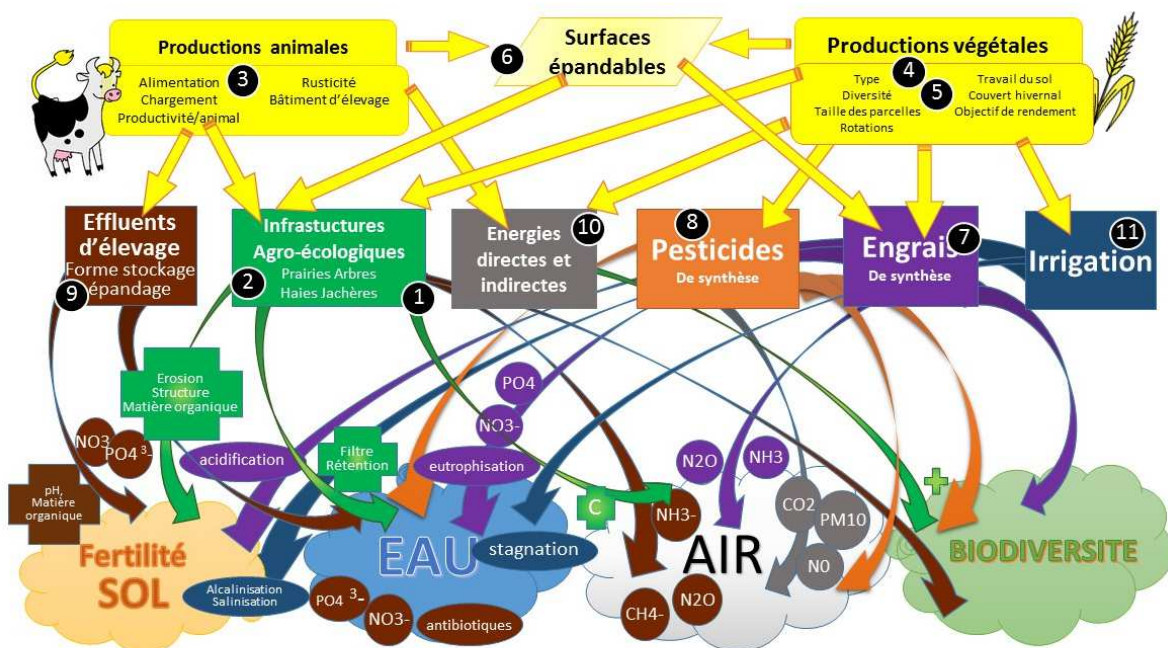 Productions animales
3
Alimentation
Chargement
Productivité/animal
Rusticité
Bâtiment d'élevage
6
Surfaces
épandables
Productions végétales
4
5
Type
Diversité
Taille des parcelles
Rotations
Travail du sol
Couvert hivernal
Objectif de rendement
Effluents
d'élevage
Forme stockage
épandage
9
Infrastuctures
Agro-écologiques
Prairies Arbres
Haies Jachères
2
1
Energies
directes et
indirectes
10
8
Pesticides
De synthèse
Engrais
7
De synthèse
11
Irrigation
Erosion
Structure
Matière organique
PO4
NO3-
NO3
PO4 3-
acidification
Filtre
Rétention
eutrophisation
N2O
NH3
pH,
Matière
organique
C
NH3-
CO2
PM10
N0
+
Fertilité
SOL
EAU
stagnation
AIR
BIODIVERSITE
Alcalinisation
Salinisation
PO4 3-
NO3-
antibiotiques
CH4-
N2O